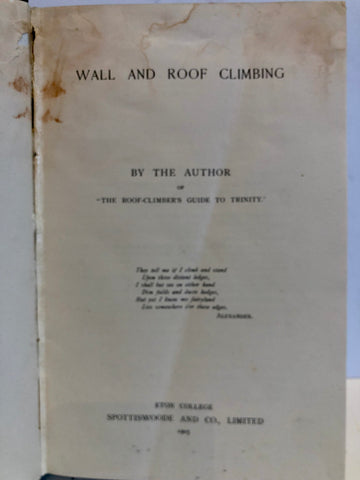 WALL AND ROOF CLIMBING
BY THE AUTHOR
OF
"THE ROOF-CLIMBER'S GUIDE TO TRINITY."
They tell me if I climb and stand
Upon those distant ledges,
I shall but see on either hand
Dim fields and dusty hedges,
But yet I know my fairyland
Lies somewhere o'er those edges.
ALEXANDER.
ETON COLLEGE
SPOTTISWOODE AND CO., LIMITED
1905